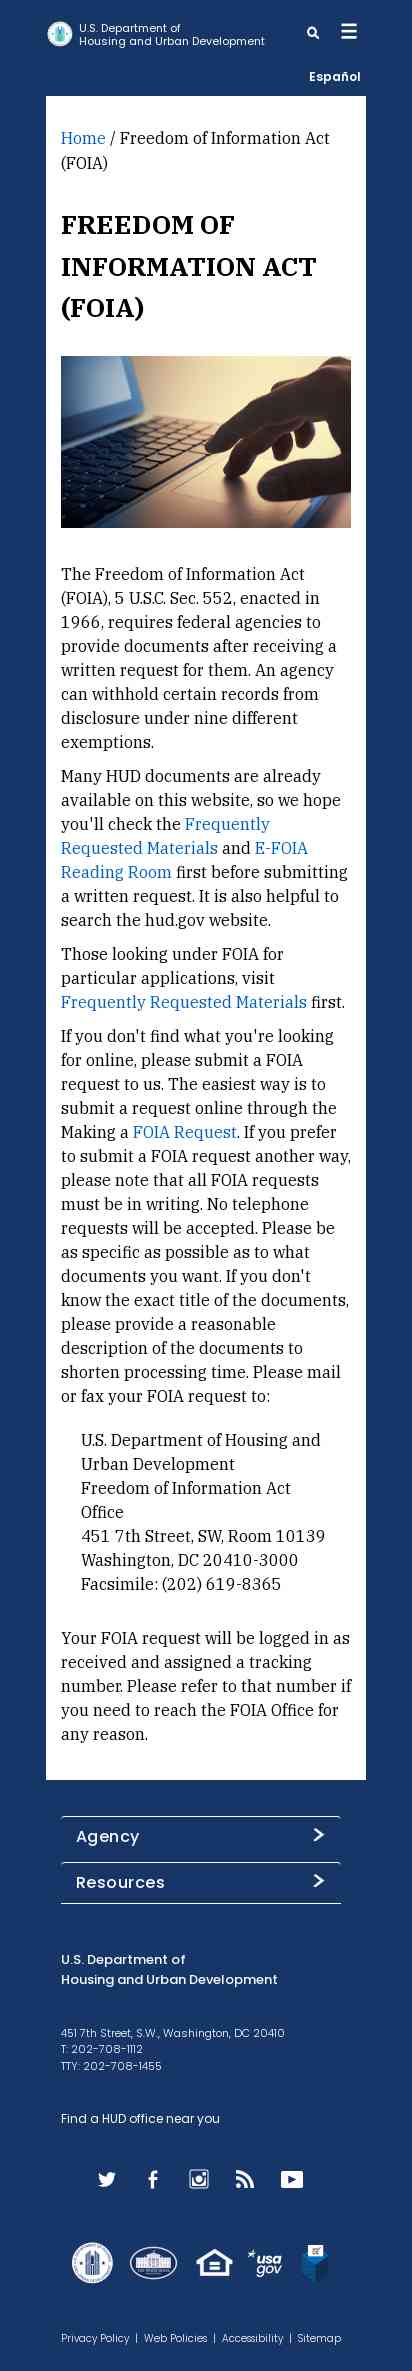 U.S. Department of
Housing and Urban Development
Español
Home / Freedom of Information Act
(FOIA)
FREEDOM OF
INFORMATION ACT
(FOIA)
The Freedom of Information Act
(FOIA), 5 U.S.C. Sec. 552, enacted in
1966, requires federal agencies to
provide documents after receiving a
written request for them. An agency
can withhold certain records from
disclosure under nine different
exemptions.
Many HUD documents are already
available on this website, so we hope
you'll check the Frequently
Requested Materials and E-FOIA
Reading Room first before submitting
a written request. It is also helpful to
search the hud.gov website.
Those looking under FOIA for
particular applications, visit
Frequently Requested Materials first.
If you don't find what you're looking
for online, please submit a FOIA
request to us. The easiest way is to
submit a request online through the
Making a FOIA Request. If you prefer
to submit a FOIA request another way,
please note that all FOIA requests
must be in writing. No telephone
requests will be accepted. Please be
as specific as possible as to what
documents you want. If you don't
know the exact title of the documents,
please provide a reasonable
description of the documents to
shorten processing time. Please mail
or fax your FOIA request to:
U.S. Department of Housing and
Urban Development
Freedom of Information Act
Office
451 7th Street, SW, Room 10139
Washington, DC 20410-3000
Facsimile: (202) 619-8365
Your FOIA request will be logged in as
received and assigned a tracking
number. Please refer to that number if
you need to reach the FOIA Office for
any reason.
Agency
Resources
U.S. Department of
Housing and Urban Development
451 7th Street, S.W., Washington, DC 20410
T: 202-708-1112
TTY: 202-708-1455
Find a HUD office near you
usa
gov
Privacy Policy | Web Policies | Accessibility | Sitemap